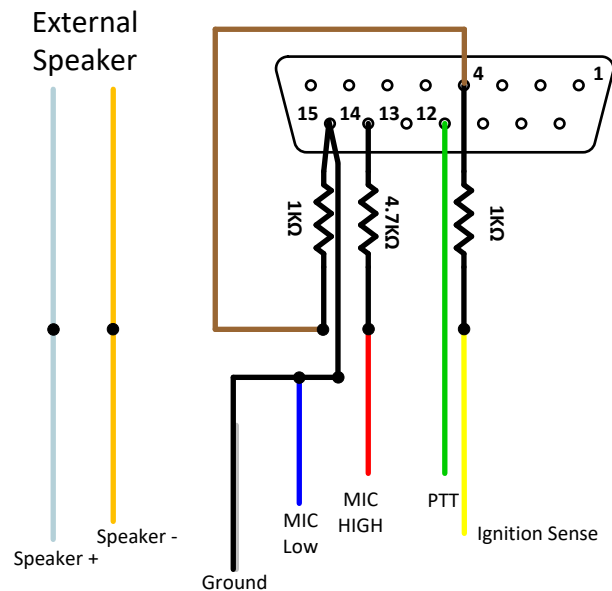 External
Speaker
4
1
15
14
13
12
1KΩ
4.7KΩ
1KΩ
MIC
Low
MIC
HIGH
PTT
Ignition Sense
Speaker -
Speaker +
Ground